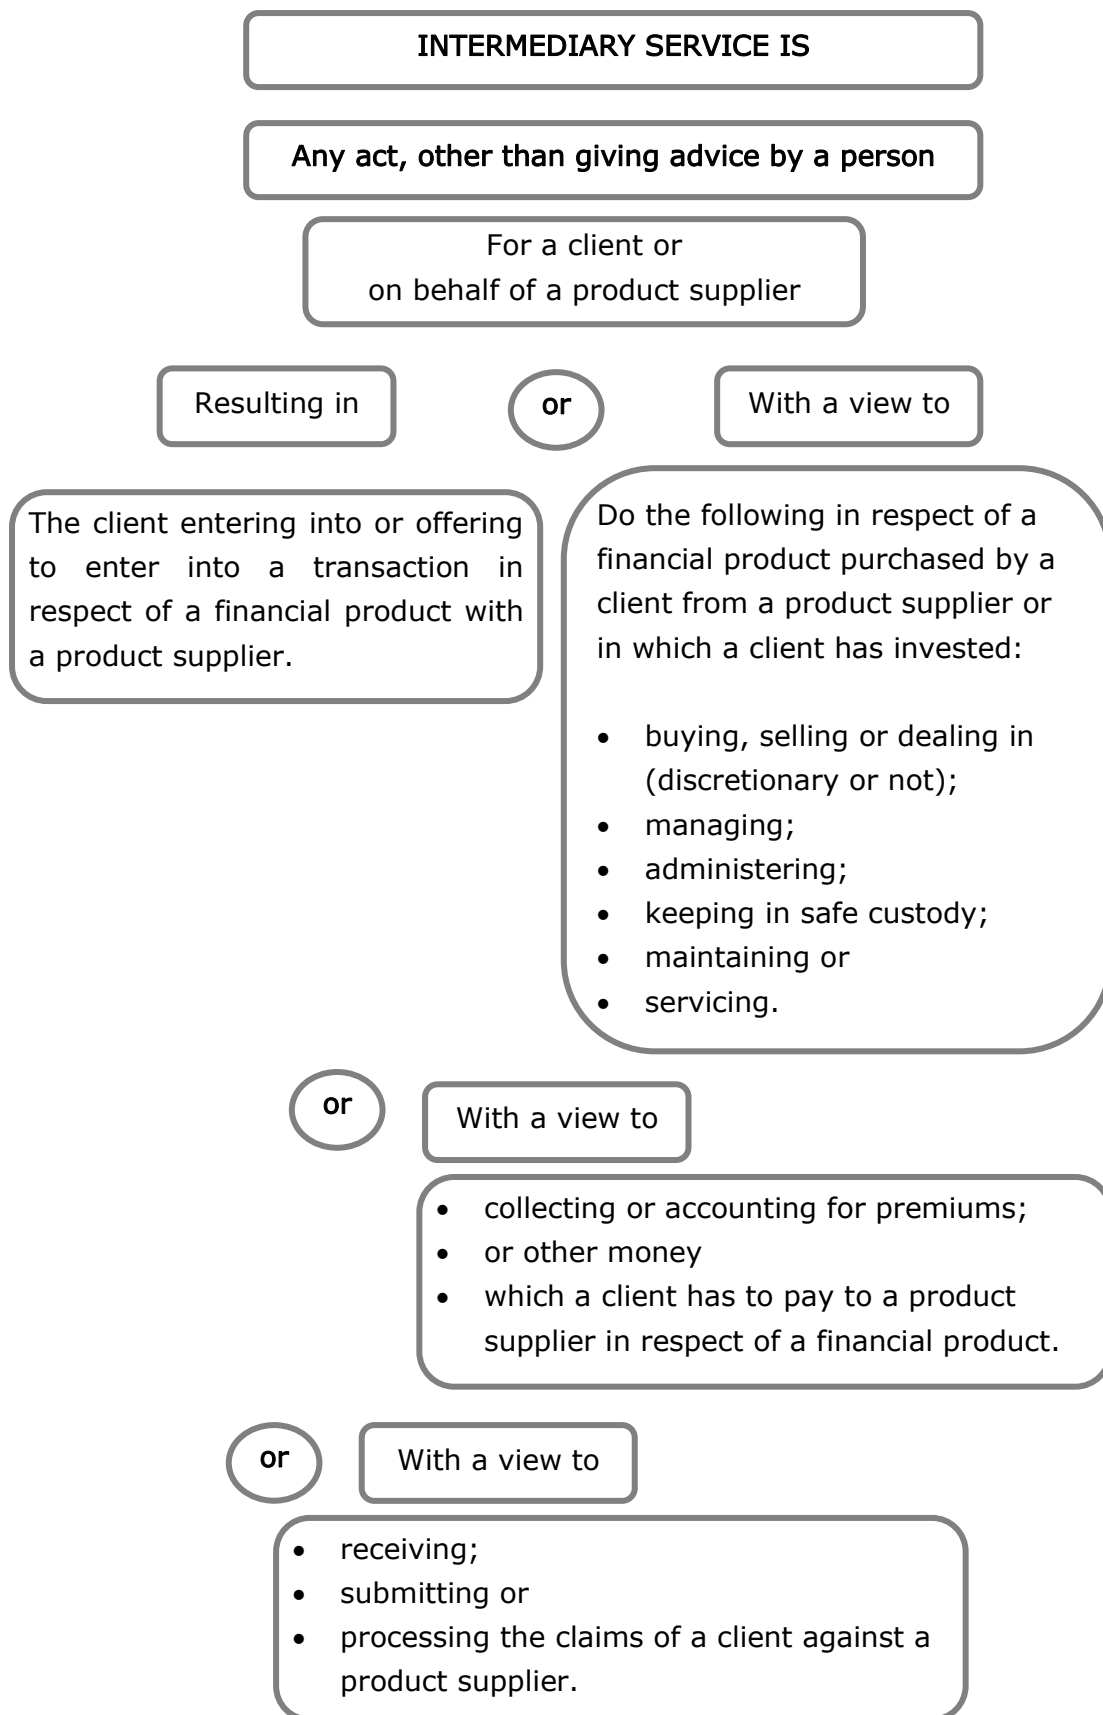 INTERMEDIARY SERVICE IS
Any act, other than giving advice by a person
For a client or
on behalf of a product supplier
Resulting in
or
With a view to
The client entering into or offering
to enter into a transaction in
respect of a financial product with
a product supplier.
Do the following in respect of a
financial product purchased by a
client from a product supplier or
in which a client has invested:
• buying, selling or dealing in
(discretionary or not);
• managing;
• administering;
• keeping in safe custody;
• maintaining or
• servicing.
or
With a view to
• collecting or accounting for premiums;
• or other money
• which a client has to pay to a product
supplier in respect of a financial product.
or
With a view to
• receiving;
• submitting or
• processing the claims of a client against a
product supplier.